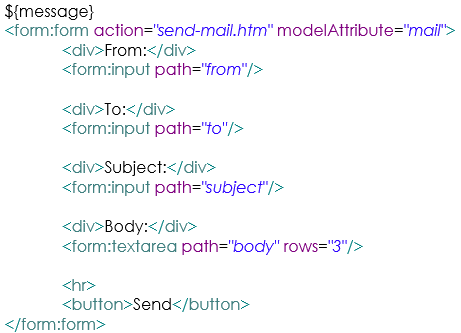 ${message}
<form:form action="send-mail.htm" modelAttribute="mail">
<div>From:</div>
<form:input path="from"/>
<div>To:</div>
<form:input path="to"/>
<div>Subject:</div>
<form:input path="subject"/>
<div>Body:</div>
<form:textarea path="body" rows="3"/>
<hr>
<button>Send</button>
</form:form>